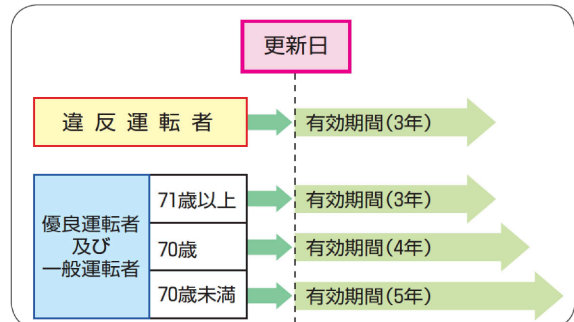 更新日
違反運転者
有効期間(3年)
優良運転者
及び
一般運転者
71歳以上
有効期間(3年)
70歳
有効期間(4年)
70歳未満
有効期間(5年)